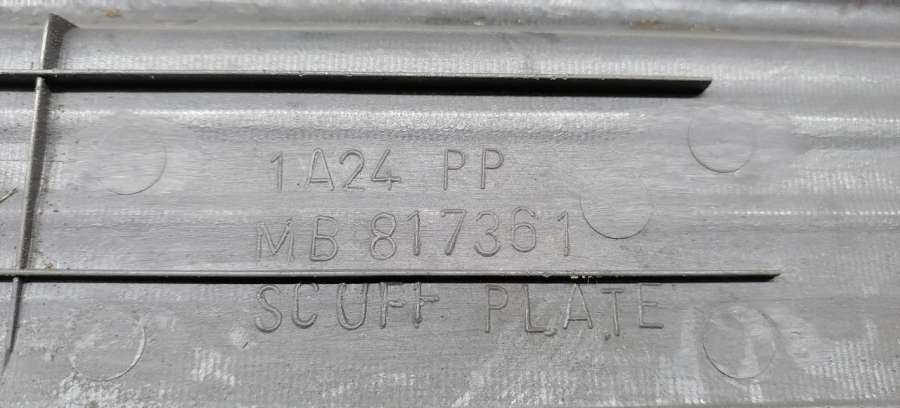 1A24 PP
MB 817361
SCUFF PLATE